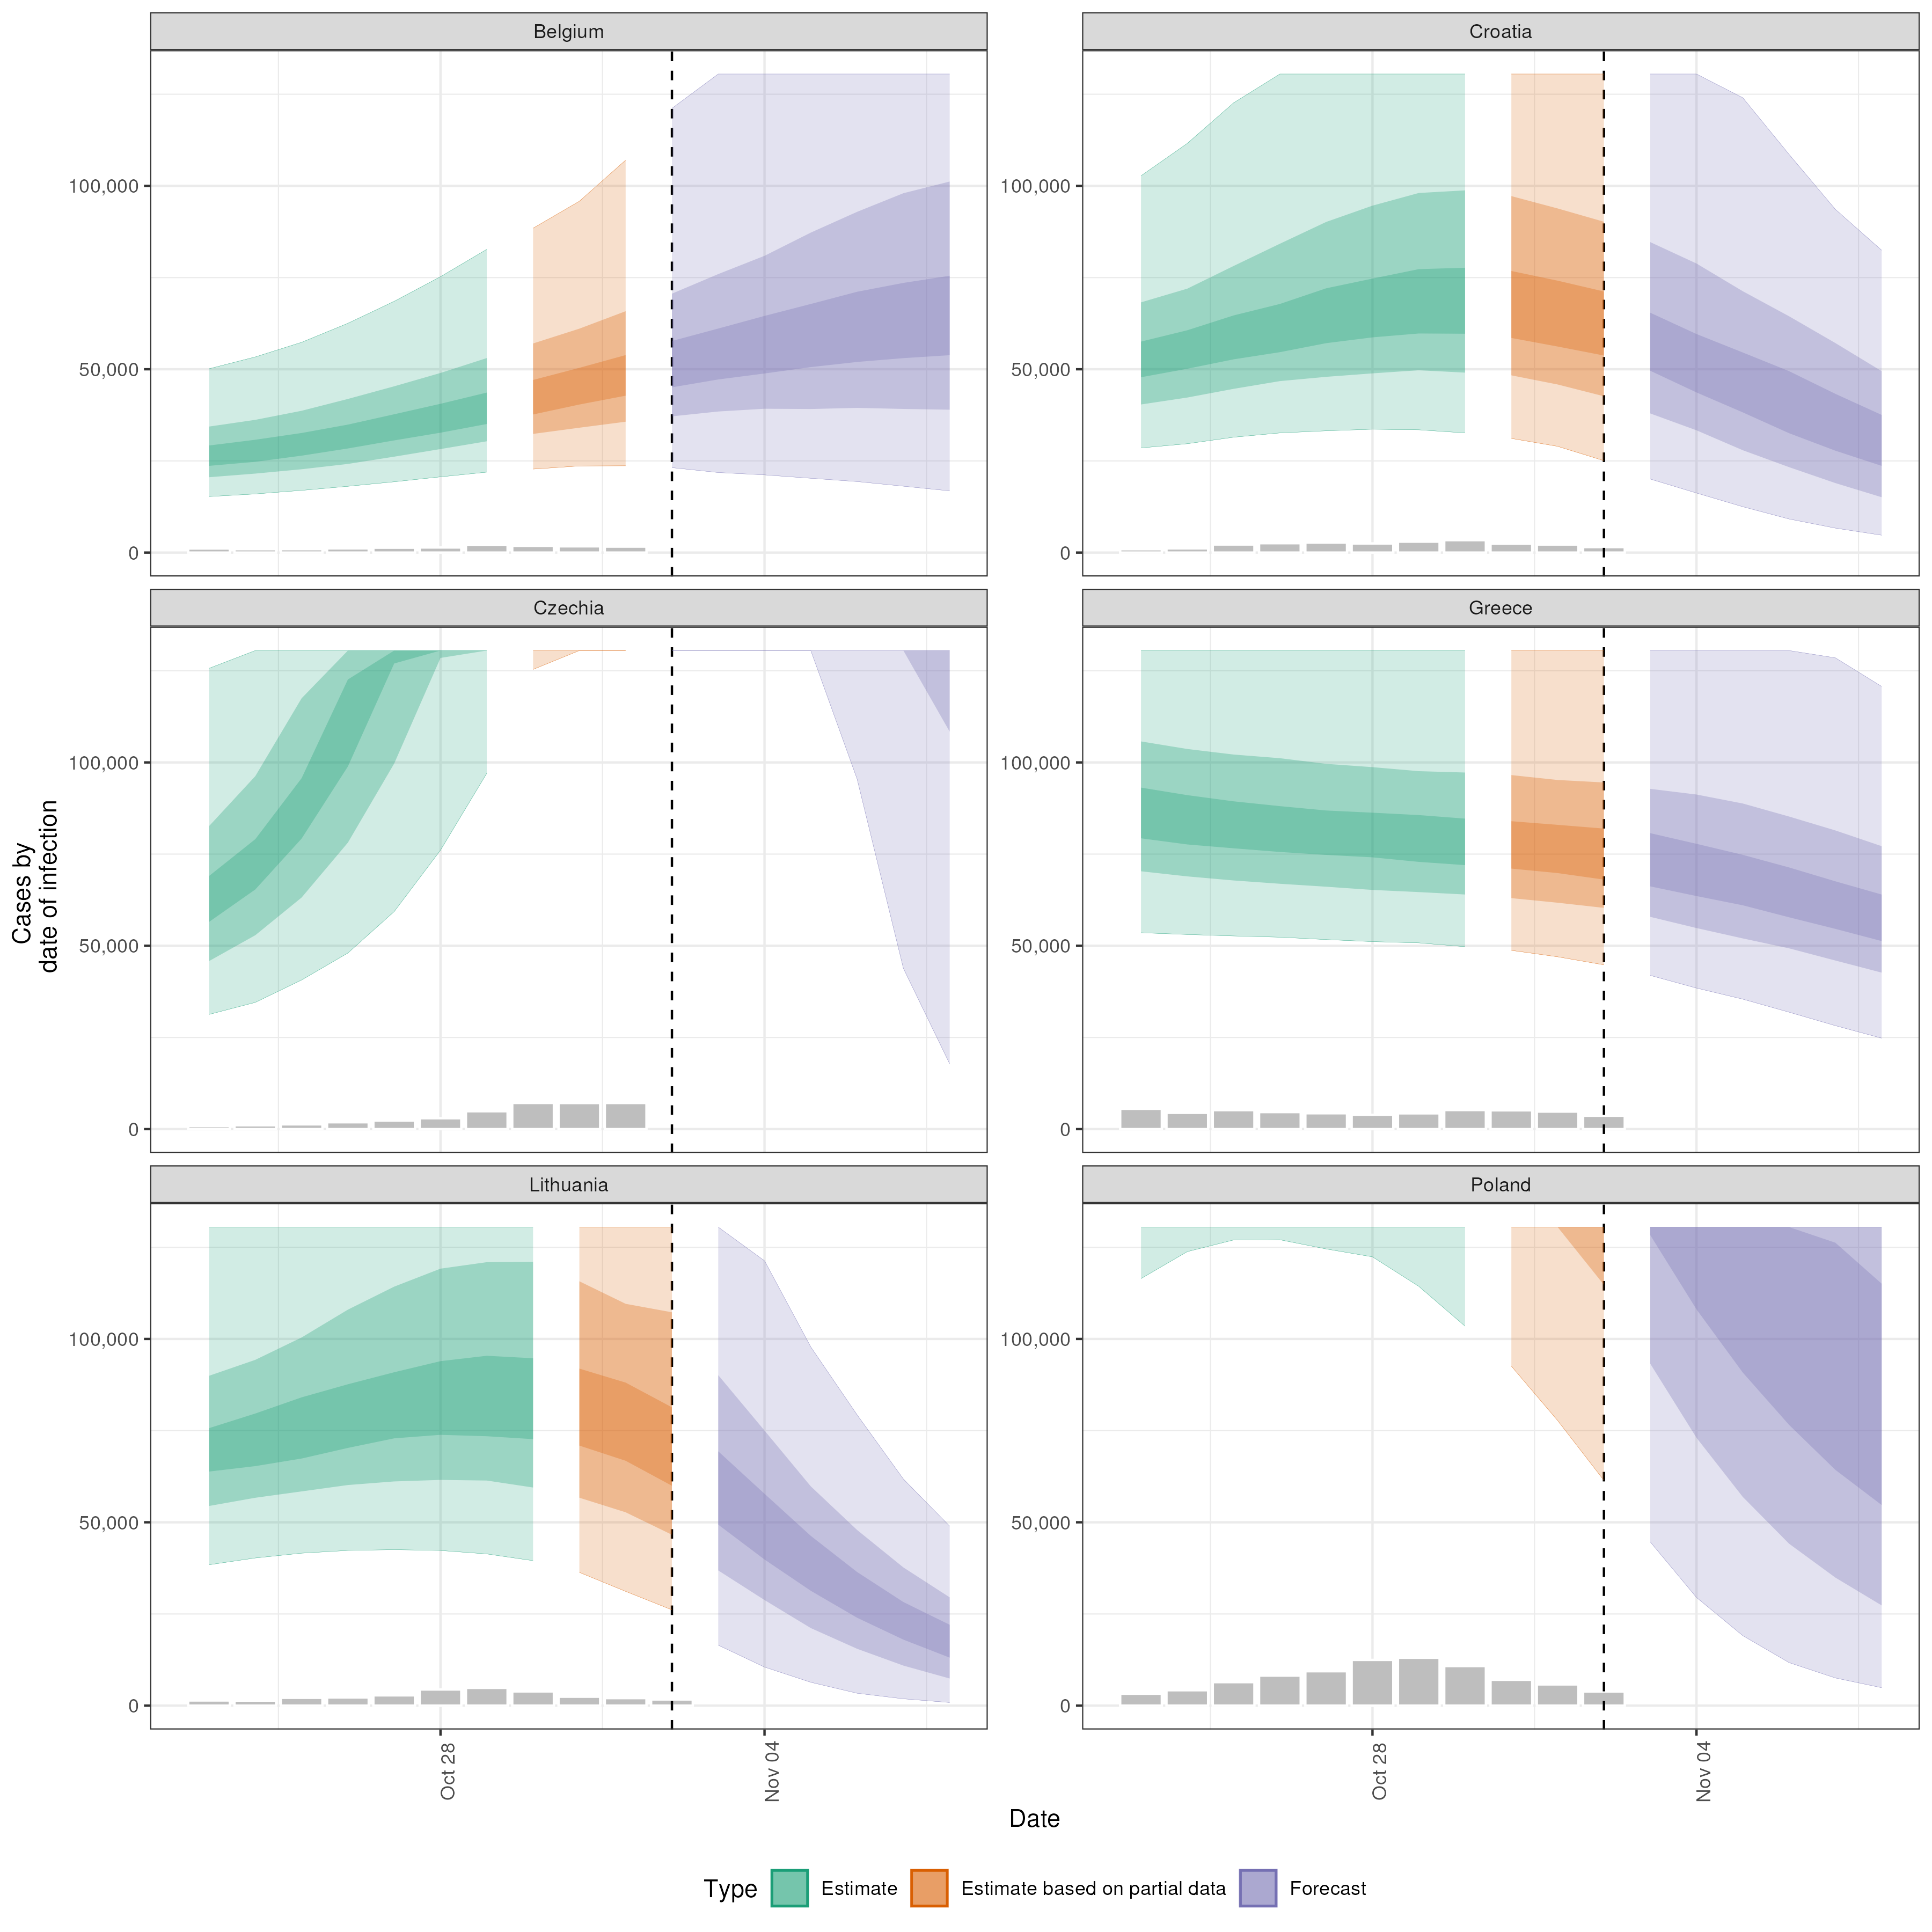 Belgium
Croatia
100,000
50,000
0
100,000
50,000
0
Czechia
Greece
100,000
50,000
0
100,000
50,000
0
Lithuania
Poland
100,000
50,000
0
100,000
50,000
0
Cases by
date of infection
Oct 28
Nov 04
Oct 28
Nov 04
Date
Type
Estimate
Estimate based on partial data
Forecast